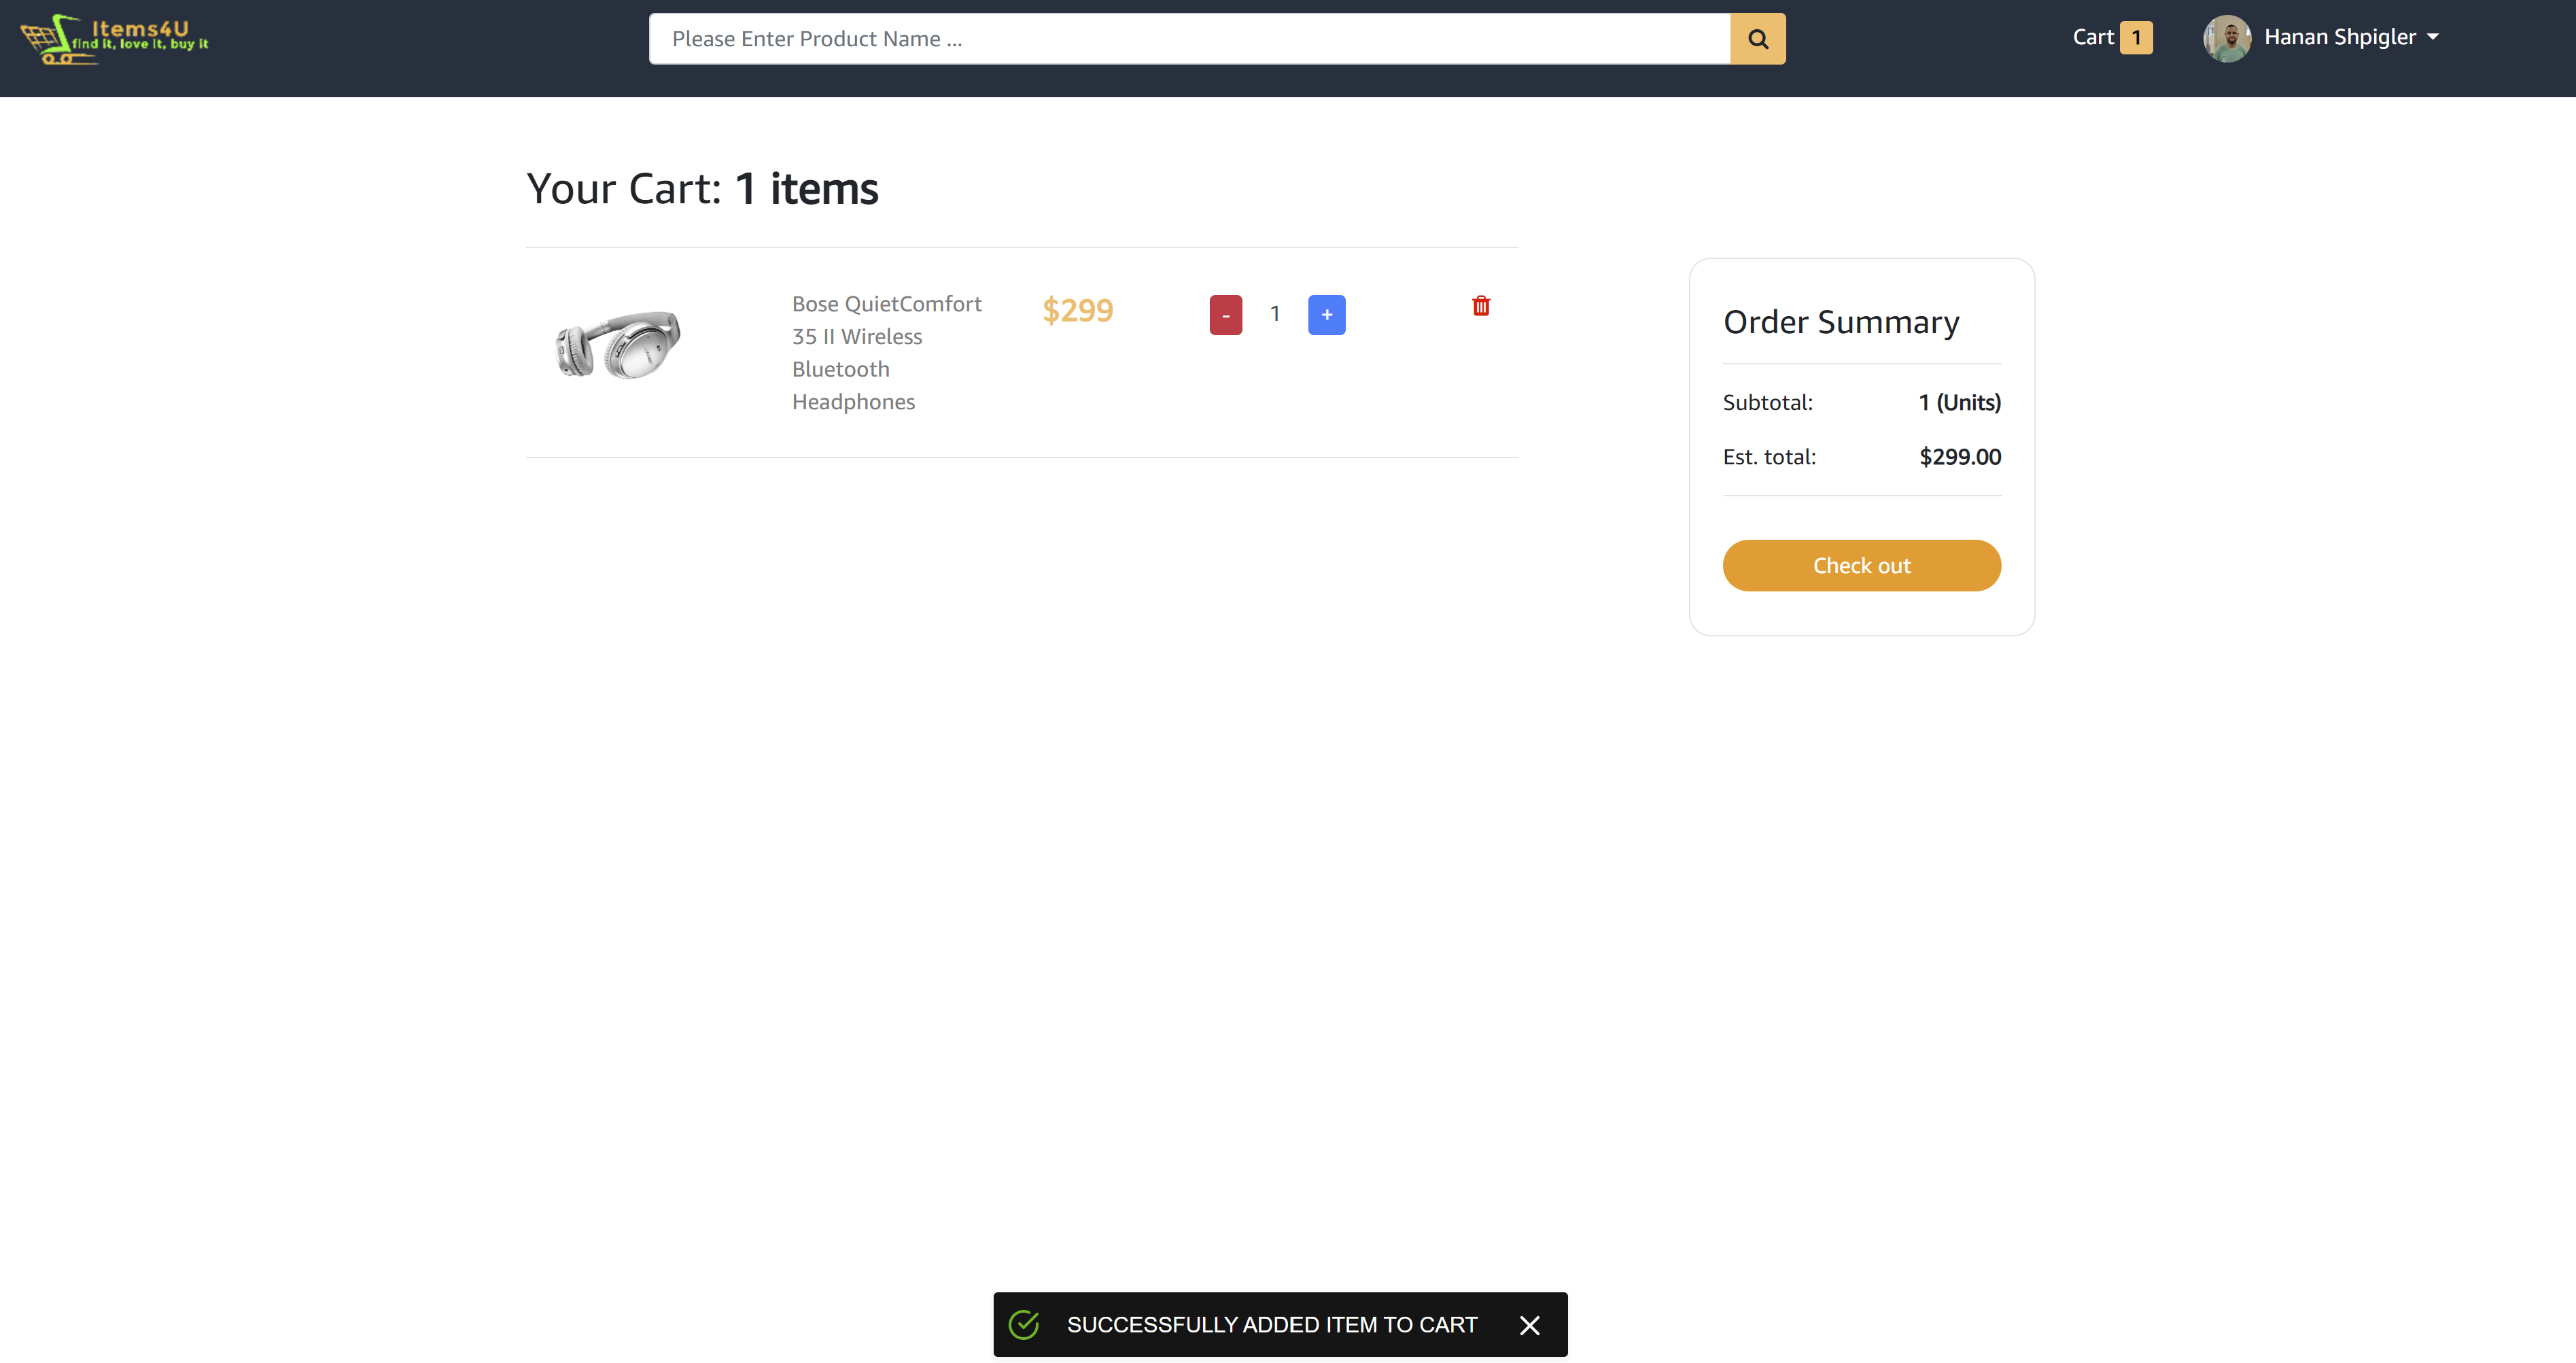 Items4U
find it, love it, buy it
Please Enter Product Name ...
Cart 1
Hanan Shpigler
Your Cart: 1 items
Bose QuietComfort
35 II Wireless
Bluetooth
Headphones
$299
- 1 +
Order Summary
Subtotal: 1 (Units)
Est. total: $299.00
Check out
SUCCESSFULLY ADDED ITEM TO CART